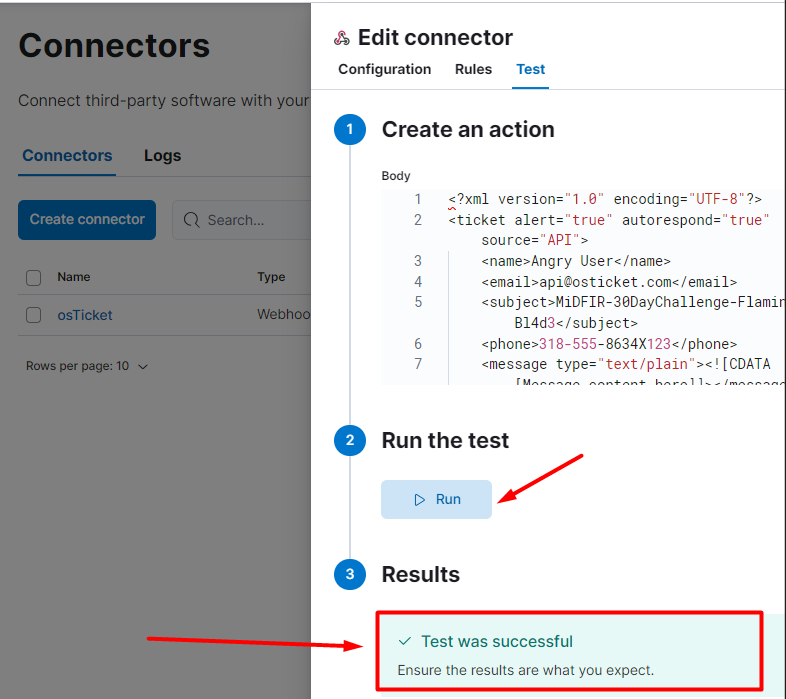 Connectors
Connect third-party software with your
Connectors Logs
Create connector
Search...
Name Type
osTicket Webhoo
Rows per page: 10
Edit connector
Configuration Rules Test
1 Create an action
Body
1 <?xml version="1.0" encoding="UTF-8"?>
2 <ticket alert="true" autorespond="true"
source="API">
3 <name>Angry User</name>
4 <email>api@osticket.com</email>
5 <subject>MiDFIR-30DayChallenge-Flamin
Bl4d3</subject>
6 <phone>318-555-8634X123</phone>
7 <message type="text/plain"><![CDATA
[Message content here]]></message
2 Run the test
Run
3 Results
Test was successful
Ensure the results are what you expect.